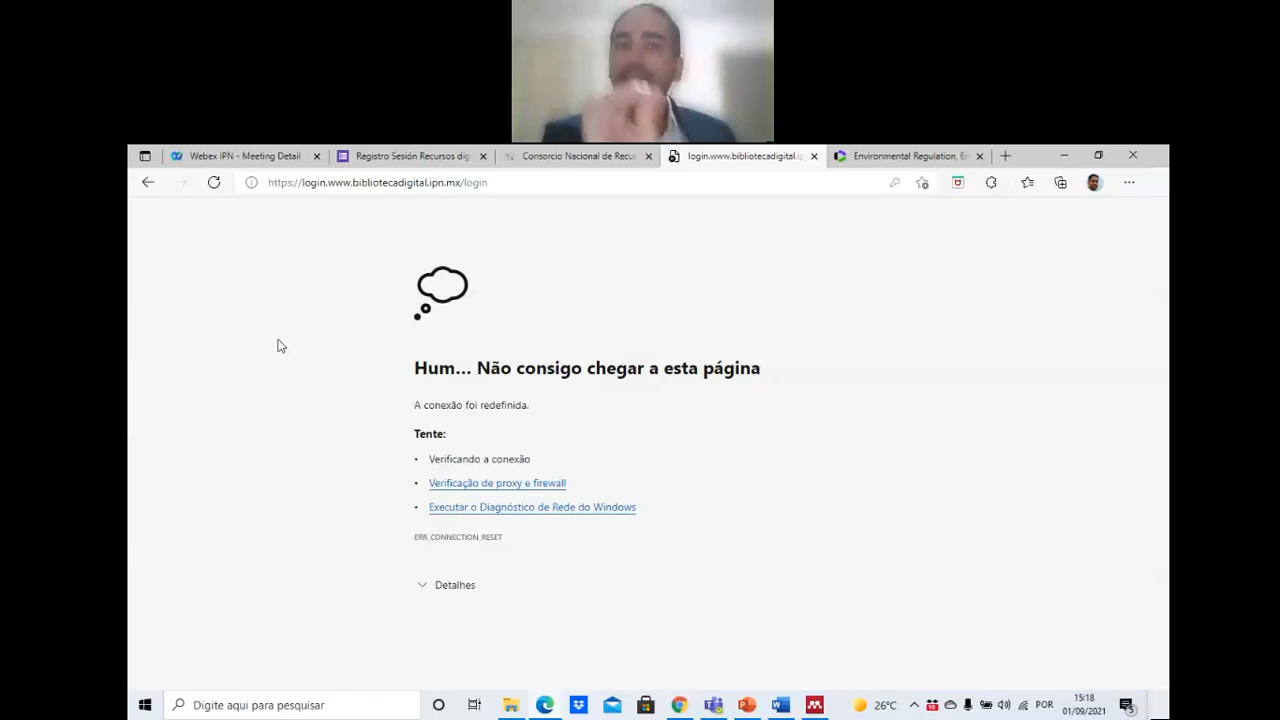 Webex IPN - Meeting Detail
Registro Sesión Recursos dig
Consorcio Nacional de Recur
login.www.bibliotecadigital.ip
Environmental Regulation, En
https://login.www.bibliotecadigital.ipn.mx/login
Hum... Não consigo chegar a esta página
A conexão foi redefinida.
Tente:
• Verificando a conexão
• Verificação de proxy e firewall
• Executar o Diagnóstico de Rede do Windows
ERR_CONNECTION_RESET
Detalhes
Digite aqui para pesquisar
26°C
POR
15:18
01/09/2021